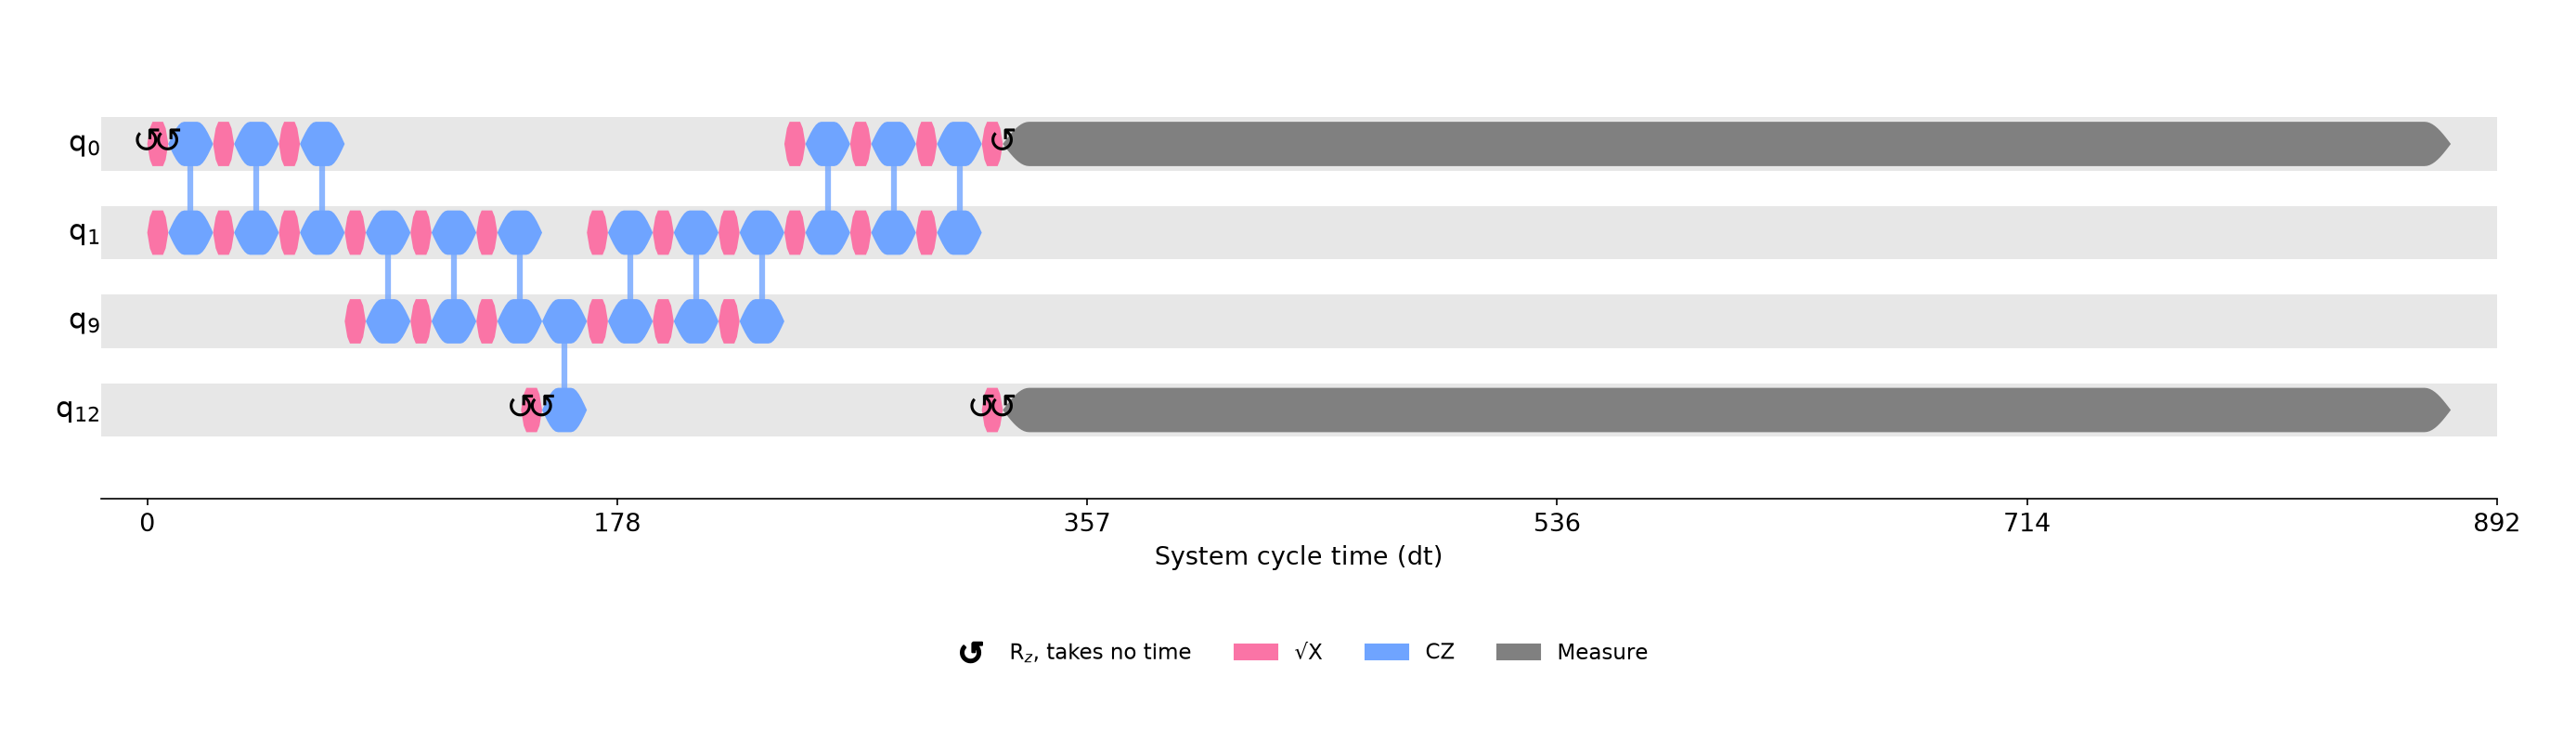 q0
q1
q9
q12
0 178 357 536 714 892
System cycle time (dt)
Rz, takes no time √X CZ Measure